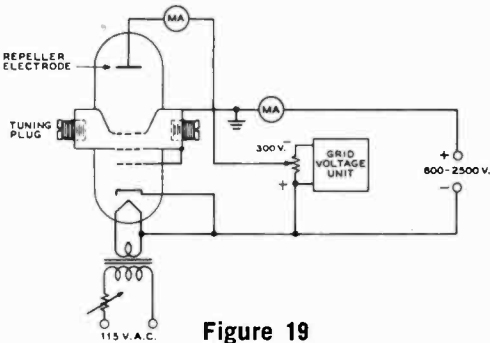 MA
REPELLER
ELECTRODE
TUNING
PLUG
MA
300 V.
-
+
GRID
VOLTAGE
UNIT
+
600-2500 V.
-
115 V. A.C.
Figure 19